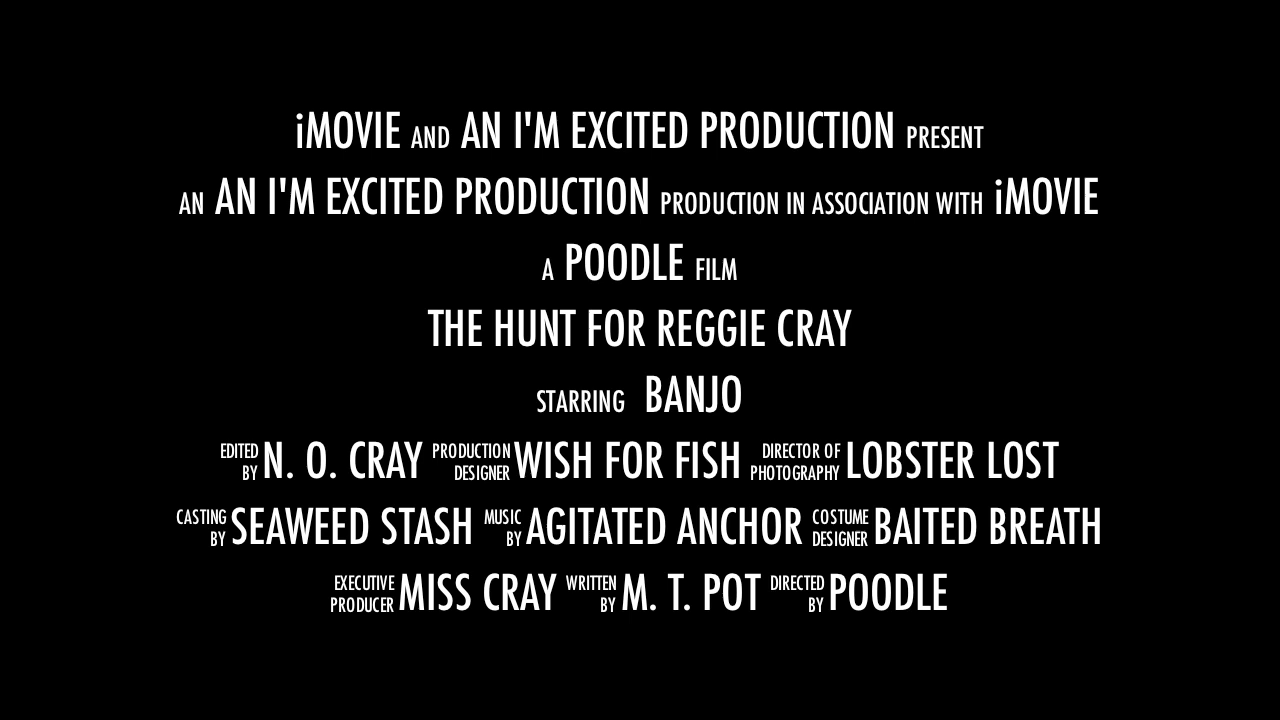 iMOVIE AND AN I'M EXCITED PRODUCTION PRESENT
AN AN I'M EXCITED PRODUCTION PRODUCTION IN ASSOCIATION WITH iMOVIE
A POODLE FILM
THE HUNT FOR REGGIE CRAY
STARRING BANJO
EDITED BY N. O. CRAY PRODUCTION DESIGNER WISH FOR FISH DIRECTOR OF PHOTOGRAPHY LOBSTER LOST
CASTING BY SEAWEED STASH MUSIC BY AGITATED ANCHOR COSTUME DESIGNER BAITED BREATH
EXECUTIVE PRODUCER MISS CRAY WRITTEN BY M. T. POT DIRECTED BY POODLE